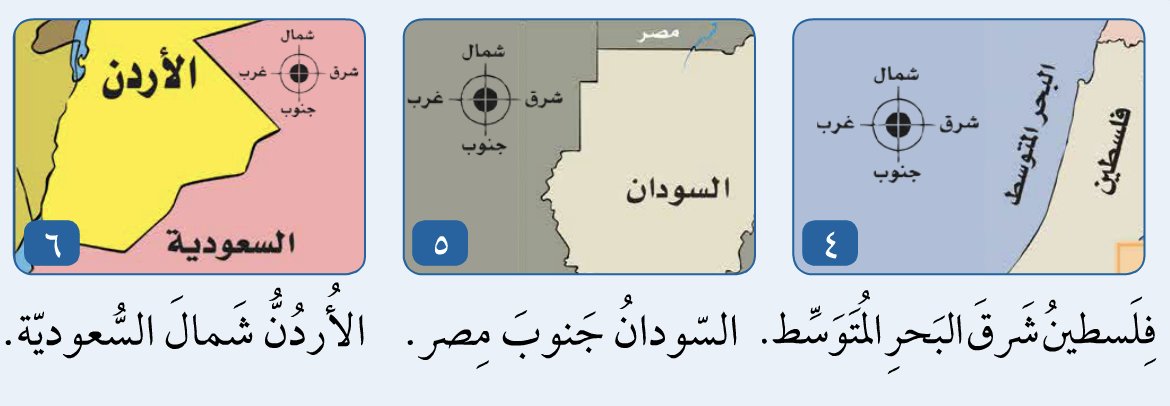 شمال
شرق
غرب
جنوب
البحر المتوسط
فلسطين
٤
مصر
شمال
شرق
غرب
جنوب
السودان
٥
شمال
شرق
غرب
جنوب
الأردن
السعودية
٦
فِلَسطينُ شَرقَ البَحرِ المُتَوَسِّط.
السّودانُ جَنوبَ مِصر.
الأُردُنُّ شَمالَ السُّعوديّة.